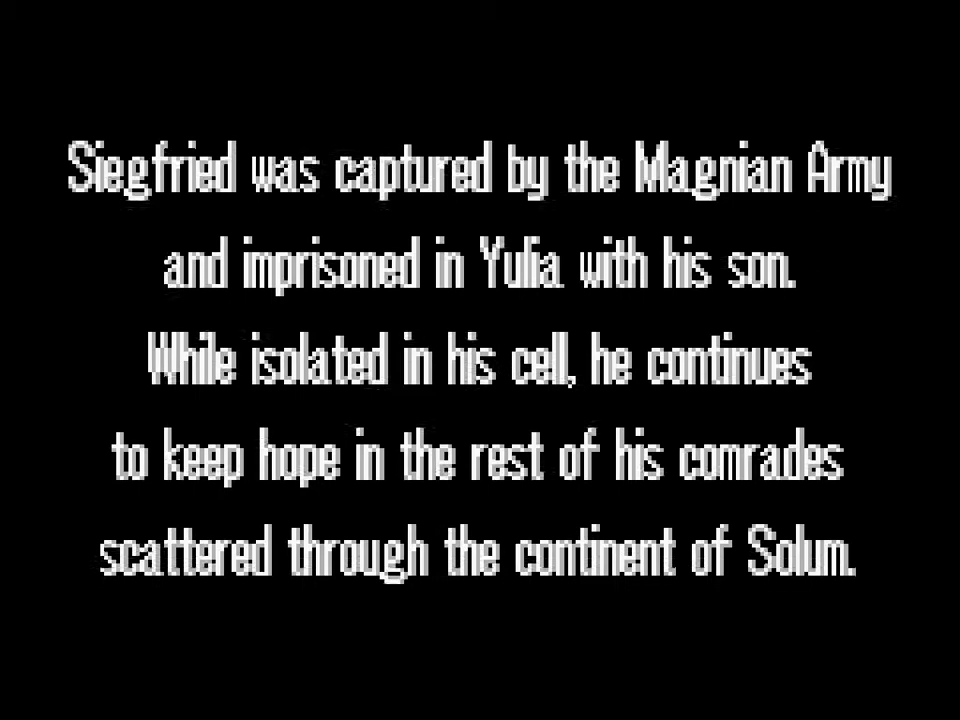 Siegfried was captured by the Magnian Army
and imprisoned in Yulia with his son.
While isolated in his cell, he continues
to keep hope in the rest of his comrades
scattered through the continent of Solum.